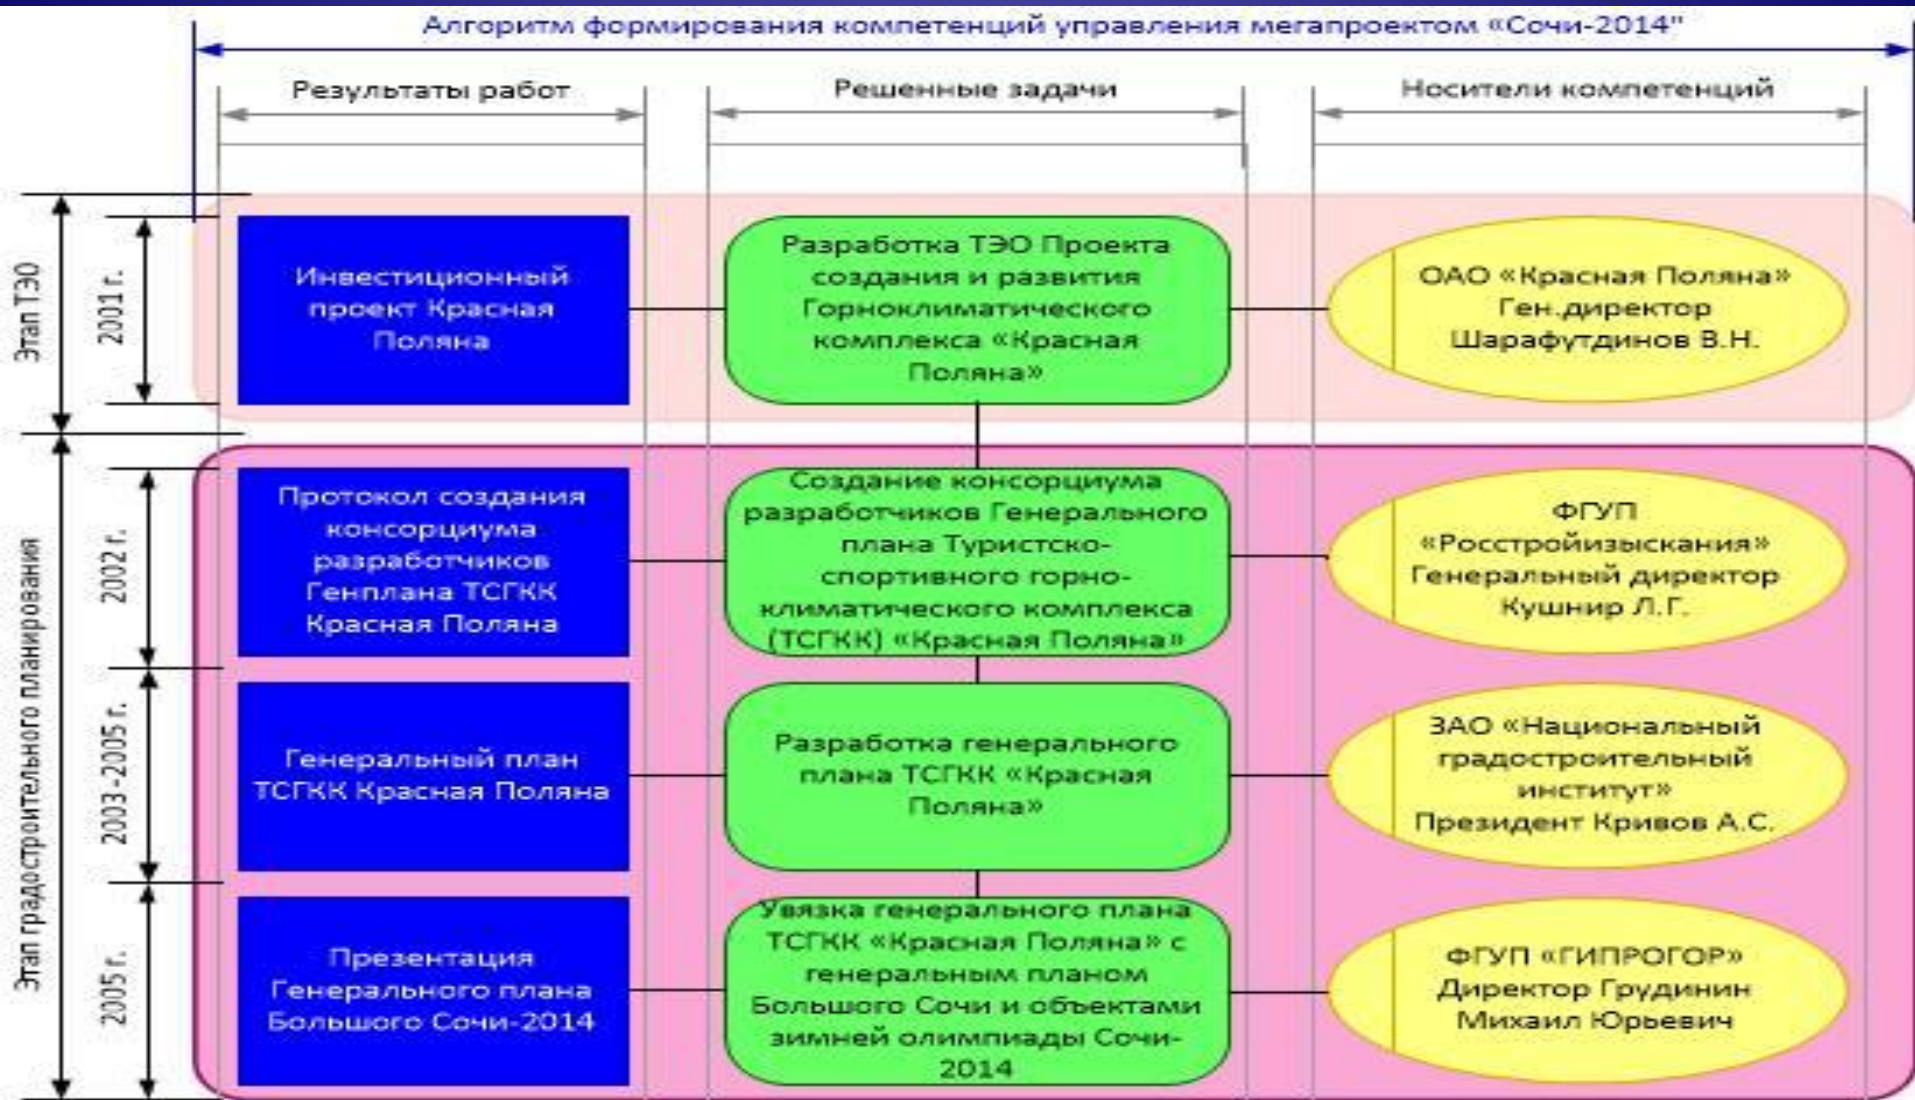 Алгоритм формирования компетенций управления мегапроектом «Сочи-2014"
Результаты работ
Решенные задачи
Носители компетенций
Этап ТЭО
2001 г.
Инвестиционный
проект Красная
Поляна
Разработка ТЭО Проекта
создания и развития
Горноклиматического
комплекса «Красная
Поляна»
ОАО «Красная Поляна»
Ген.директор
Шарафутдинов В.Н.
Этап градостроительного планирования
2002 г.
Протокол создания
консорциума
разработчиков
Генплана ТСГКК
Красная Поляна
Создание консорциума
разработчиков Генерального
плана Туристско-
спортивного горно-
климатического комплекса
(ТСГКК) «Красная Поляна»
ФГУП
«Росстройизыскания»
Генеральный директор
Кушнир Л.Г.
2003-2005 г.
Генеральный план
ТСГКК Красная Поляна
Разработка генерального
плана ТСГКК «Красная
Поляна»
ЗАО «Национальный
градостроительный
институт»
Президент Кривов А.С.
2005 г.
Презентация
Генерального плана
Большого Сочи-2014
Увязка генерального плана
ТСГКК «Красная Поляна» с
генеральным планом
Большого Сочи и объектами
зимней олимпиады Сочи-
2014
ФГУП «ГИПРОГОР»
Директор Грудинин
Михаил Юрьевич